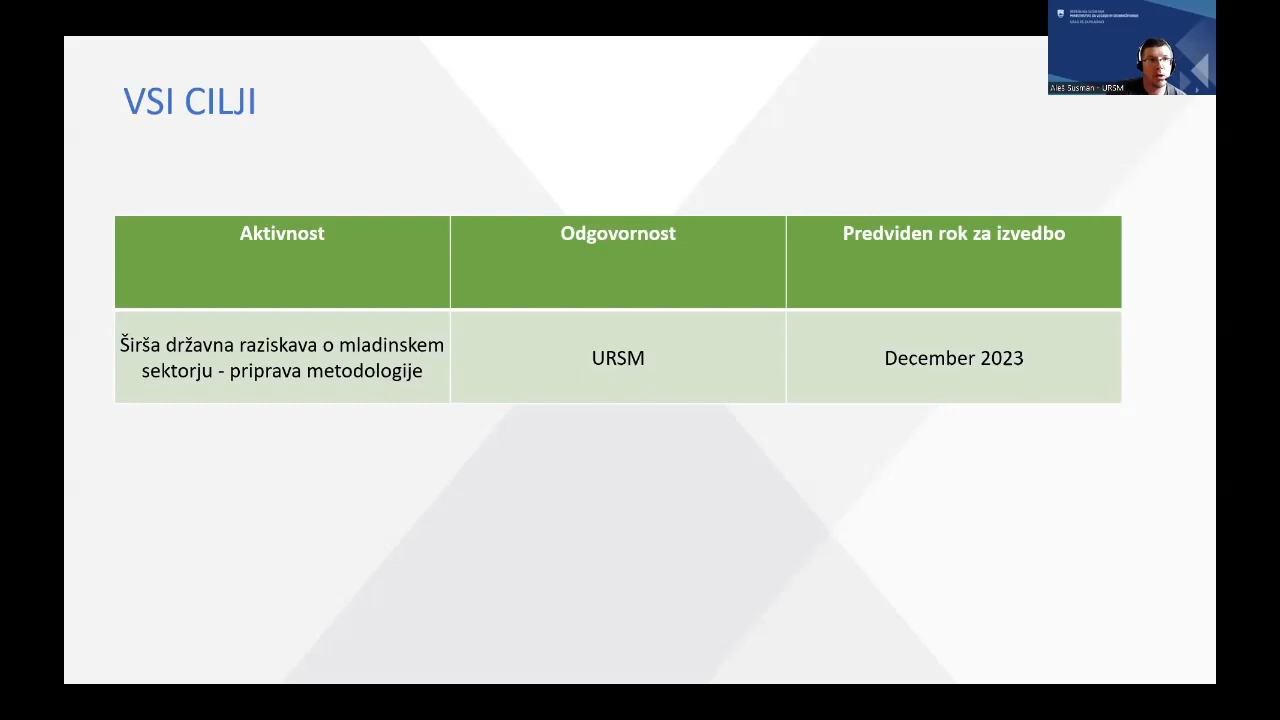 VSI CILJI
Aleš Susman - URSM
Aktivnost
Odgovornost
Predviden rok za izvedbo
Širša državna raziskava o mladinskem
sektorju - priprava metodologije
URSM
December 2023